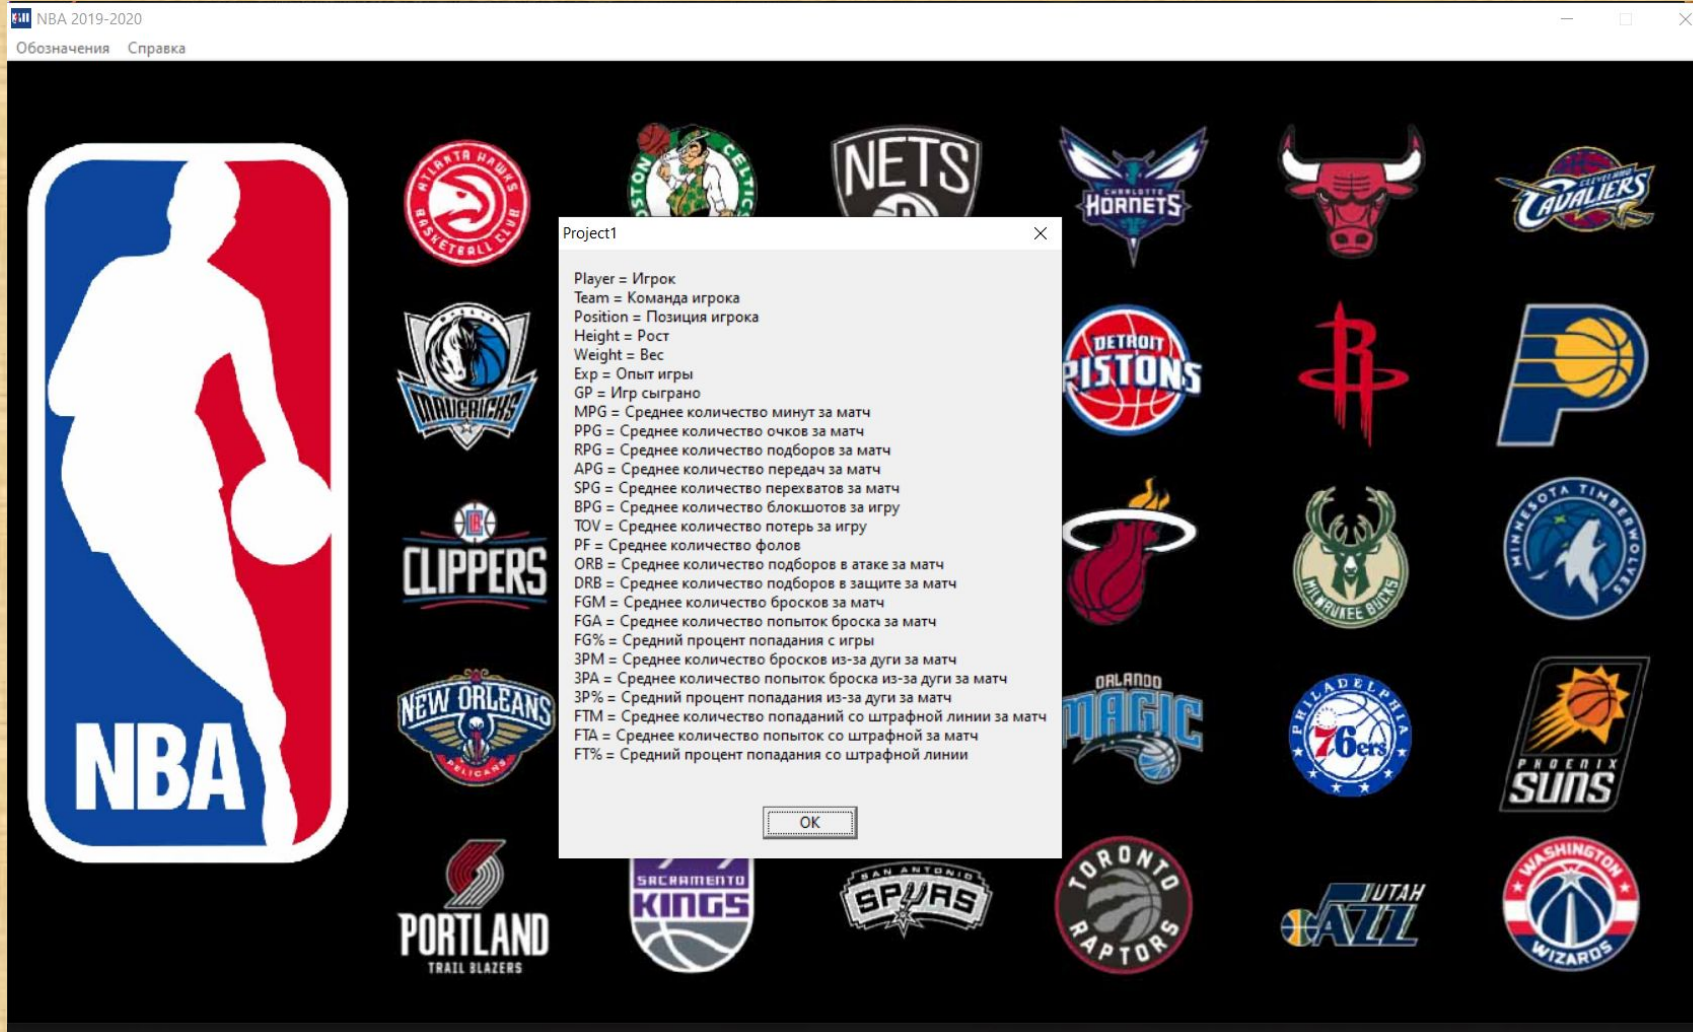 NBA 2019-2020
Обозначения Справка
ATLANTA HAWKS
BASKETBALL CLUB
CELTICS
NETS
CHARLOTTE
HORNETS
CLEVELAND
CAVALIERS
Project1
Player = Игрок
Team = Команда игрока
Position = Позиция игрока
Height = Рост
Weight = Вес
Exp = Опыт игры
GP = Игр сыграно
MPG = Среднее количество минут за матч
PPG = Среднее количество очков за матч
RPG = Среднее количество подборов за матч
APG = Среднее количество передач за матч
SPG = Среднее количество перехватов за матч
BPG = Среднее количество блокшотов за игру
TOV = Среднее количество потерь за игру
PF = Среднее количество фолов
ORB = Среднее количество подборов в атаке за матч
DRB = Среднее количество подборов в защите за матч
FGM = Среднее количество бросков за матч
FGA = Среднее количество попыток броска за матч
FG% = Средний процент попадания с игры
3PM = Среднее количество бросков из-за дуги за матч
3PA = Среднее количество попыток броска из-за дуги за матч
3P% = Средний процент попадания из-за дуги за матч
FTM = Среднее количество попаданий со штрафной линии за матч
FTA = Среднее количество попыток со штрафной за матч
FT% = Средний процент попадания со штрафной линии
OK
MAVERICKS
DETROIT
PISTONS
CLIPPERS
MILWAUKEE BUCKS
MINNESOTA TIMBERWOLVES
NEW ORLEANS
PELICANS
ORLANDO
MAGIC
PHILADELPHIA
76ers
PHOENIX
SUNS
NBA
PORTLAND
TRAIL BLAZERS
SACRAMENTO
KINGS
SAN ANTONIO
SPURS
TORONTO
RAPTORS
UTAH
JAZZ
WASHINGTON
WIZARDS